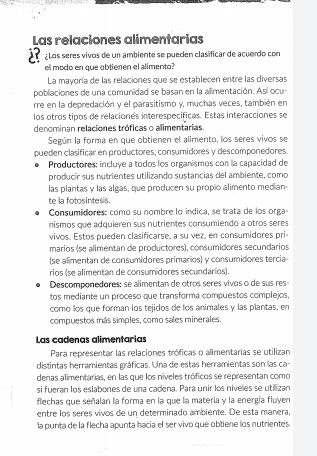 Las relaciones alimentarias
¿? ¿Los seres vivos de un ambiente se pueden clasificar de acuerdo con
el modo en que obtienen el alimento?
La mayoría de las relaciones que se establecen entre las diversas
poblaciones de una comunidad se basan en la alimentación. Así ocu-
rre en la depredación y el parasitismo y, muchas veces, también en
los otros tipos de relaciones interespecíficas. Estas interacciones se
denominan relaciones tróficas o alimentarias.
Según la forma en que obtienen el alimento, los seres vivos se
pueden clasificar en productores, consumidores y descomponedores.
• Productores: incluye a todos los organismos con la capacidad de
producir sus nutrientes utilizando sustancias del ambiente, como
las plantas y las algas, que producen su propio alimento median-
te la fotosíntesis.
• Consumidores: como su nombre lo indica, se trata de los orga-
nismos que adquieren sus nutrientes consumiendo a otros seres
vivos. Estos pueden clasificarse, a su vez, en consumidores pri-
marios (se alimentan de productores), consumidores secundarios
(se alimentan de consumidores primarios) y consumidores tercia-
rios (se alimentan de consumidores secundarios).
• Descomponedores: se alimentan de otros seres vivos o de sus res-
tos mediante un proceso que transforma compuestos complejos,
como los que forman los tejidos de los animales y las plantas, en
compuestos más simples, como sales minerales.
Las cadenas alimentarias
Para representar las relaciones tróficas o alimentarias se utilizan
distintas herramientas gráficas. Una de estas herramientas son las ca-
denas alimentarias, en las que los niveles tróficos se representan como
si fueran los eslabones de una cadena. Para unir los niveles se utilizan
flechas que señalan la forma en la que la materia y la energía fluyen
entre los seres vivos de un determinado ambiente. De esta manera,
la punta de la flecha apunta hacia el ser vivo que obtiene los nutrientes.